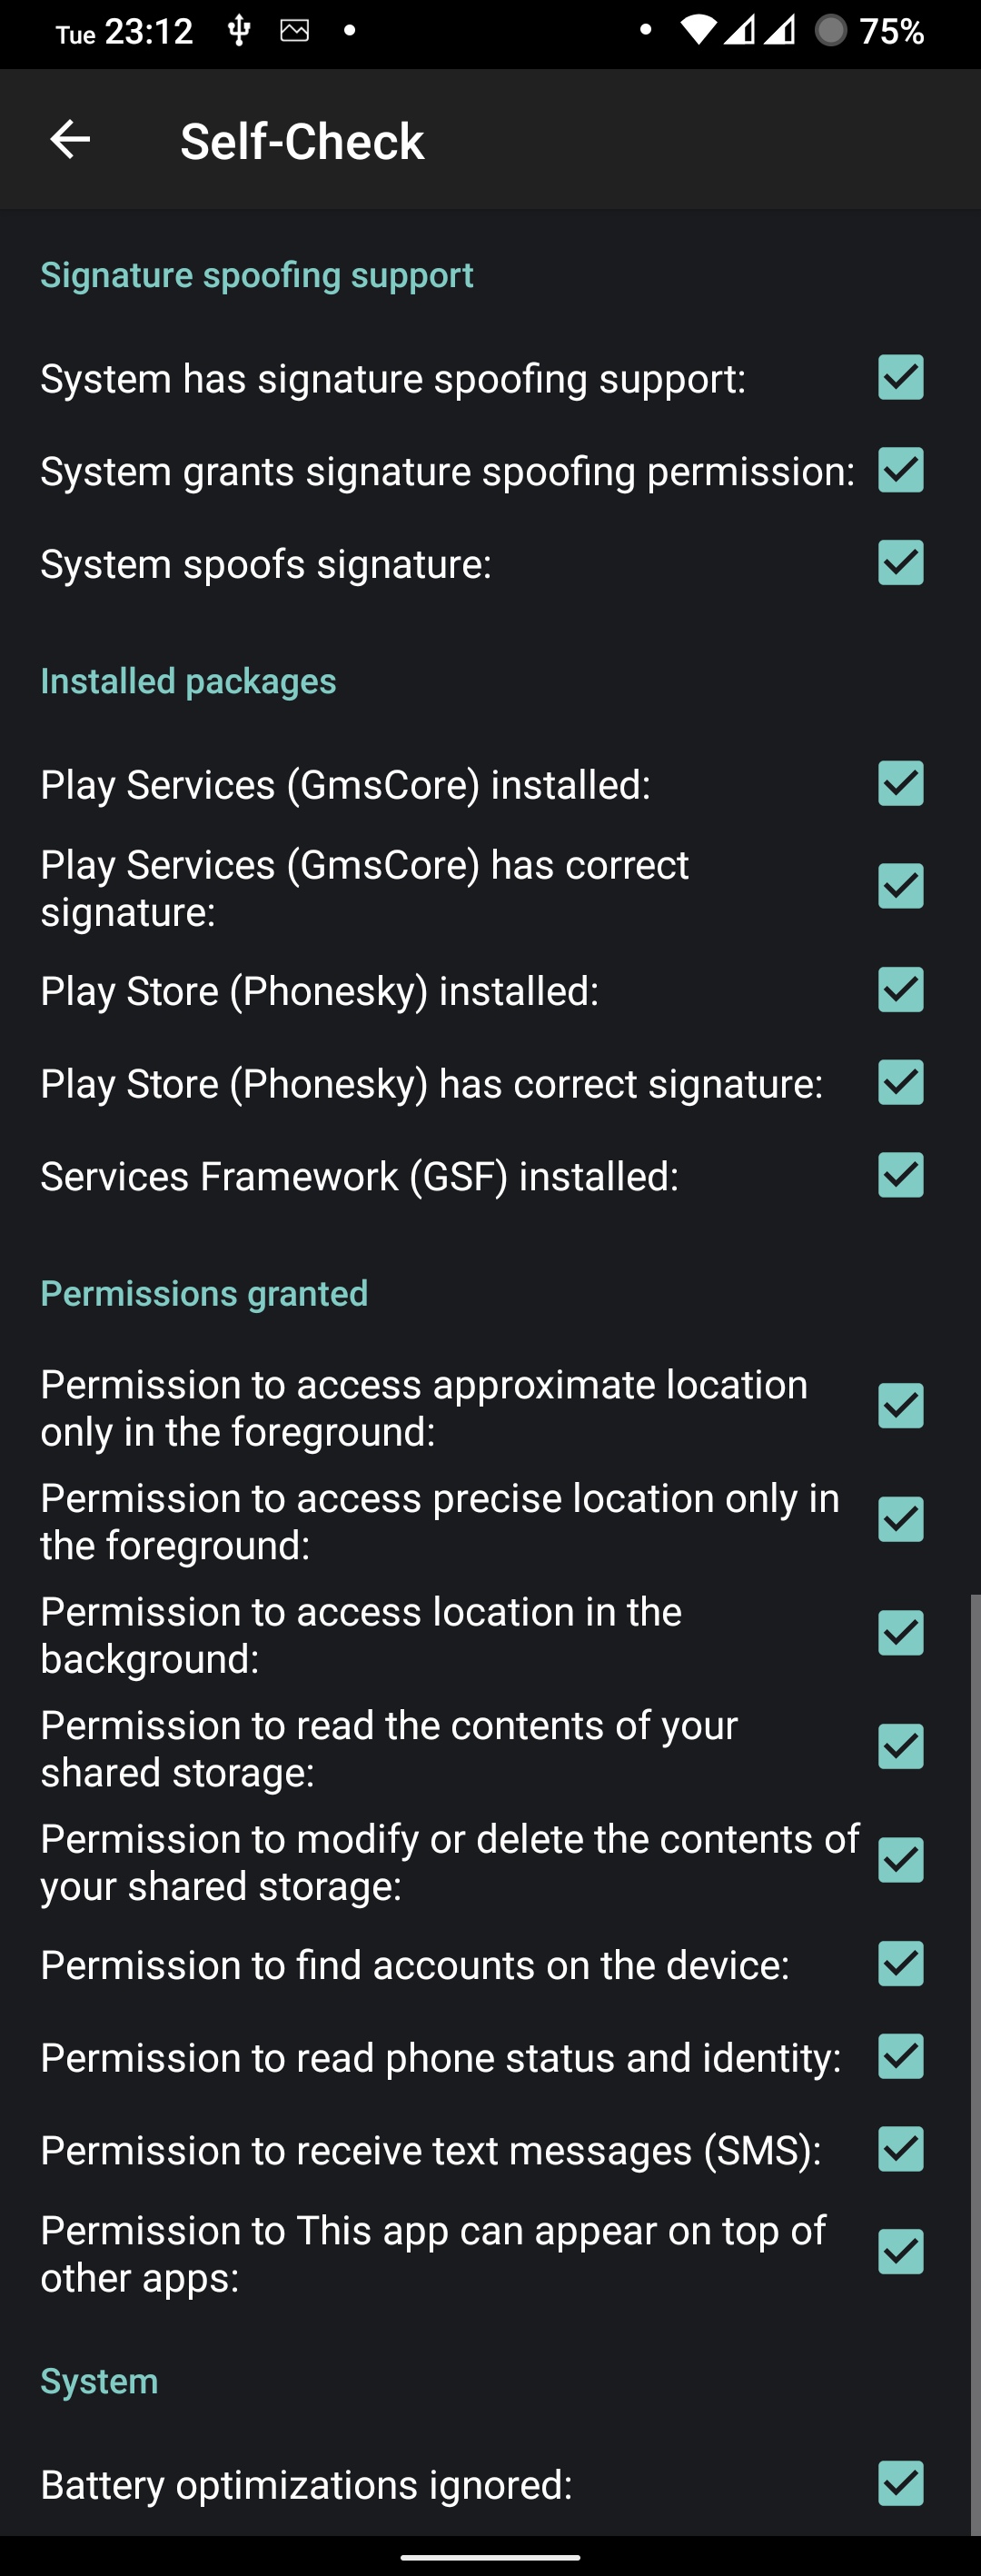 Tue 23:12
75%
Self-Check
Signature spoofing support
System has signature spoofing support:
System grants signature spoofing permission:
System spoofs signature:
Installed packages
Play Services (GmsCore) installed:
Play Services (GmsCore) has correct
signature:
Play Store (Phonesky) installed:
Play Store (Phonesky) has correct signature:
Services Framework (GSF) installed:
Permissions granted
Permission to access approximate location
only in the foreground:
Permission to access precise location only in
the foreground:
Permission to access location in the
background:
Permission to read the contents of your
shared storage:
Permission to modify or delete the contents of
your shared storage:
Permission to find accounts on the device:
Permission to read phone status and identity:
Permission to receive text messages (SMS):
Permission to This app can appear on top of
other apps:
System
Battery optimizations ignored: